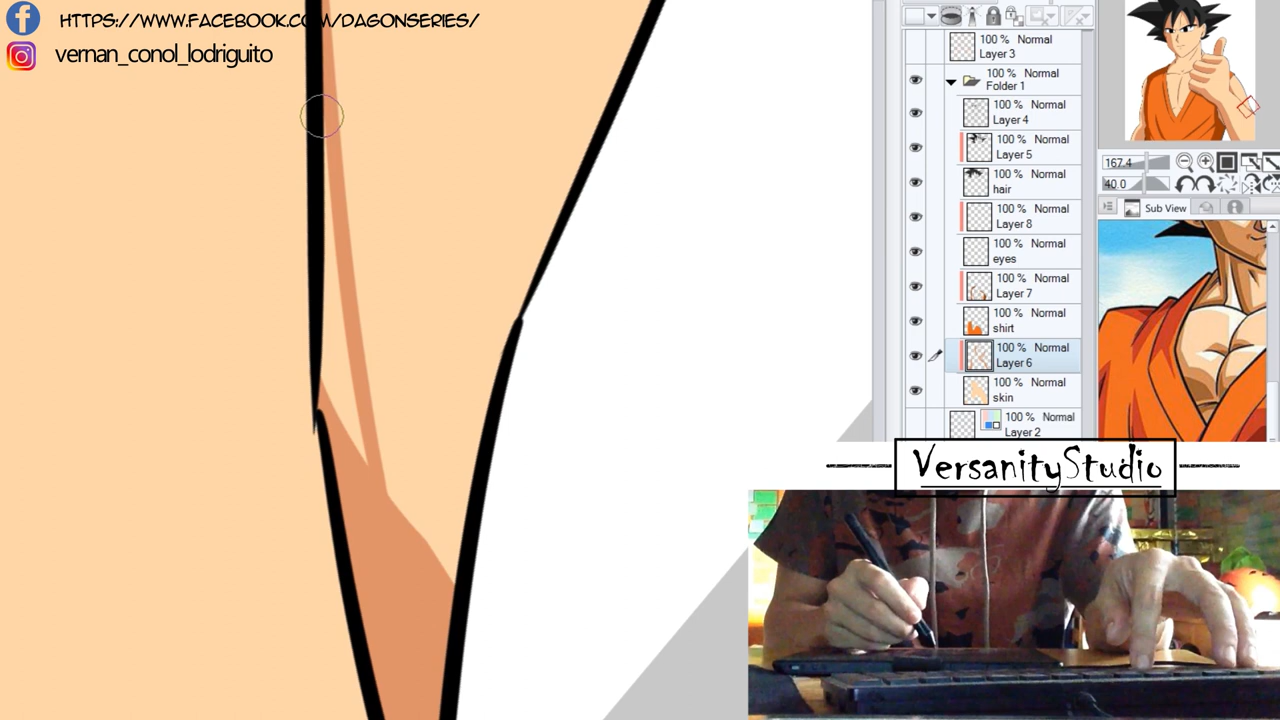 HTTPS://WWW.FACEBOOK.COM/DAGONSERIES/
vernan_conol_lodriguito
100 % Normal
Layer 3
100 % Normal
Folder 1
100 % Normal
Layer 4
100 % Normal
Layer 5
100 % Normal
hair
100 % Normal
Layer 8
100 % Normal
eyes
100 % Normal
Layer 7
100 % Normal
shirt
100 % Normal
Layer 6
100 % Normal
skin
100 % Normal
Layer 2
167.4
40.0
Sub View
VersanityStudio